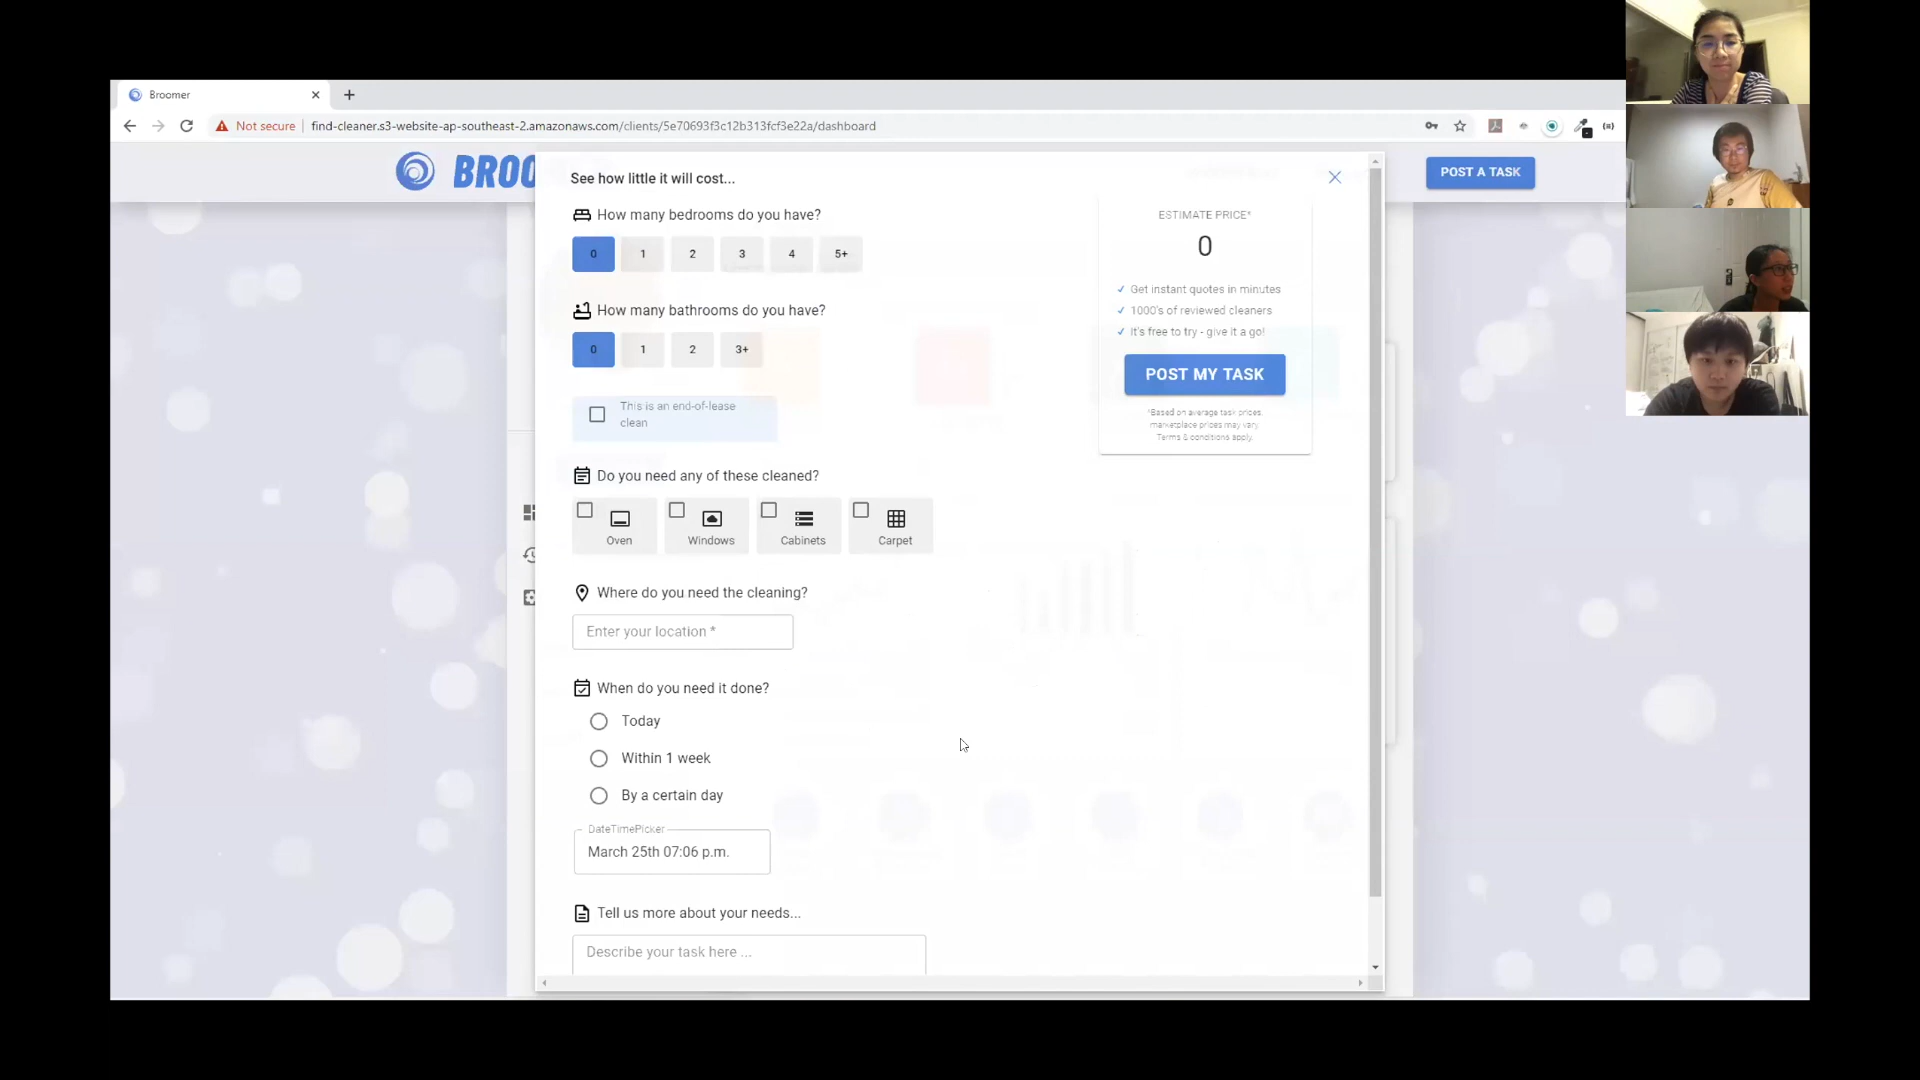 Broomer
Not secure
find-cleaner.s3-website-ap-southeast-2.amazonaws.com/clients/5e70693f3c12b313fcf3e22a/dashboard
BROO
POST A TASK
See how little it will cost...
How many bedrooms do you have?
0 1 2 3 4 5+
How many bathrooms do you have?
0 1 2 3+
This is an end-of-lease
clean
Do you need any of these cleaned?
Oven Windows Cabinets Carpet
Where do you need the cleaning?
Enter your location *
When do you need it done?
Today
Within 1 week
By a certain day
DateTimePicker
March 25th 07:06 p.m.
Tell us more about your needs...
Describe your task here ...
ESTIMATE PRICE*
0
✓ Get instant quotes in minutes
✓ 1000's of reviewed cleaners
✓ It's free to try - give it a go!
POST MY TASK
*Based on average task prices,
marketplace prices may vary.
Terms & conditions apply.